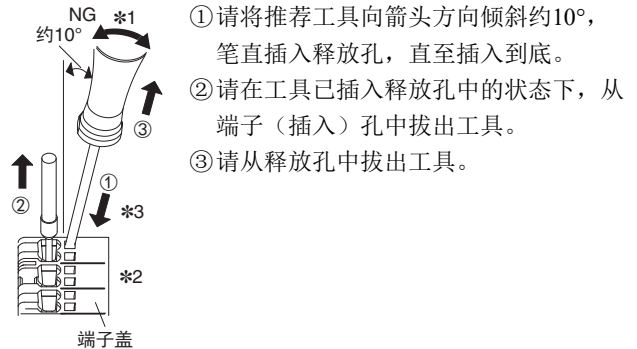 NG *1
约10°
③
①
②
*3
*2
端子盖
①请将推荐工具向箭头方向倾斜约10°，
笔直插入释放孔，直至插入到底。
②请在工具已插入释放孔中的状态下，从
端子（插入）孔中拔出工具。
③请从释放孔中拔出工具。